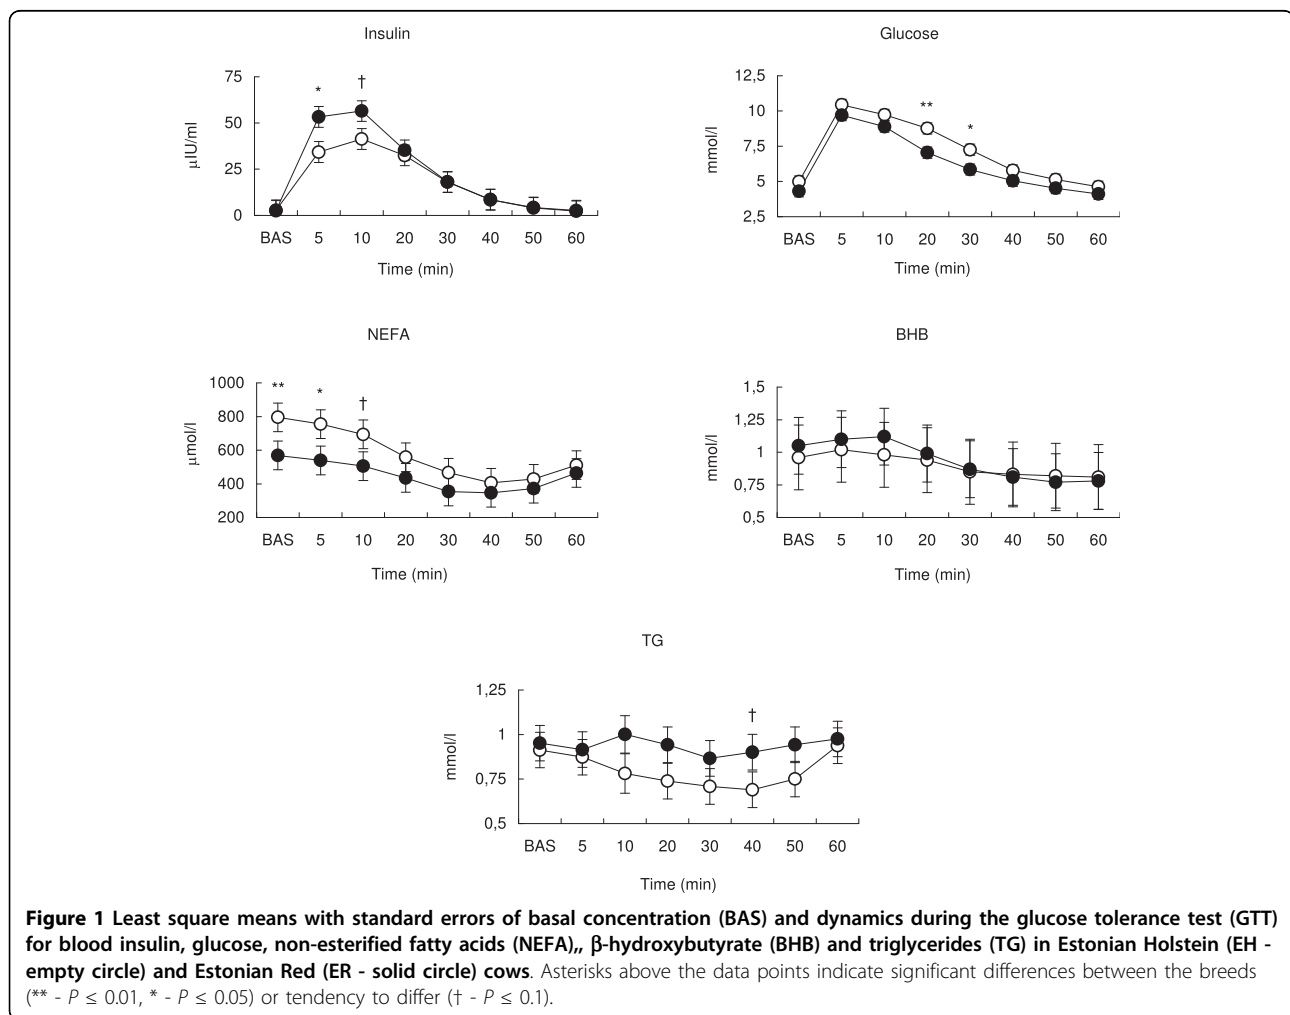 Insulin
75
50
25
0
µIU/ml
* †
BAS 5 10 20 30 40 50 60
Time (min)
Glucose
12,5
10
7,5
5
2,5
mmol/l
** *
BAS 5 10 20 30 40 50 60
Time (min)
NEFA
1000
800
600
400
200
µmol/l
** * †
BAS 5 10 20 30 40 50 60
Time (min)
BHB
1,5
1,25
1
0,75
0,5
mmol/l
BAS 5 10 20 30 40 50 60
Time (min)
TG
1,25
1
0,75
0,5
mmol/l
†
BAS 5 10 20 30 40 50 60
Time (min)
Figure 1 Least square means with standard errors of basal concentration (BAS) and dynamics during the glucose tolerance test (GTT)
for blood insulin, glucose, non-esterified fatty acids (NEFA),, β-hydroxybutyrate (BHB) and triglycerides (TG) in Estonian Holstein (EH -
empty circle) and Estonian Red (ER - solid circle) cows. Asterisks above the data points indicate significant differences between the breeds
(** - P ≤ 0.01, * - P ≤ 0.05) or tendency to differ († - P ≤ 0.1).